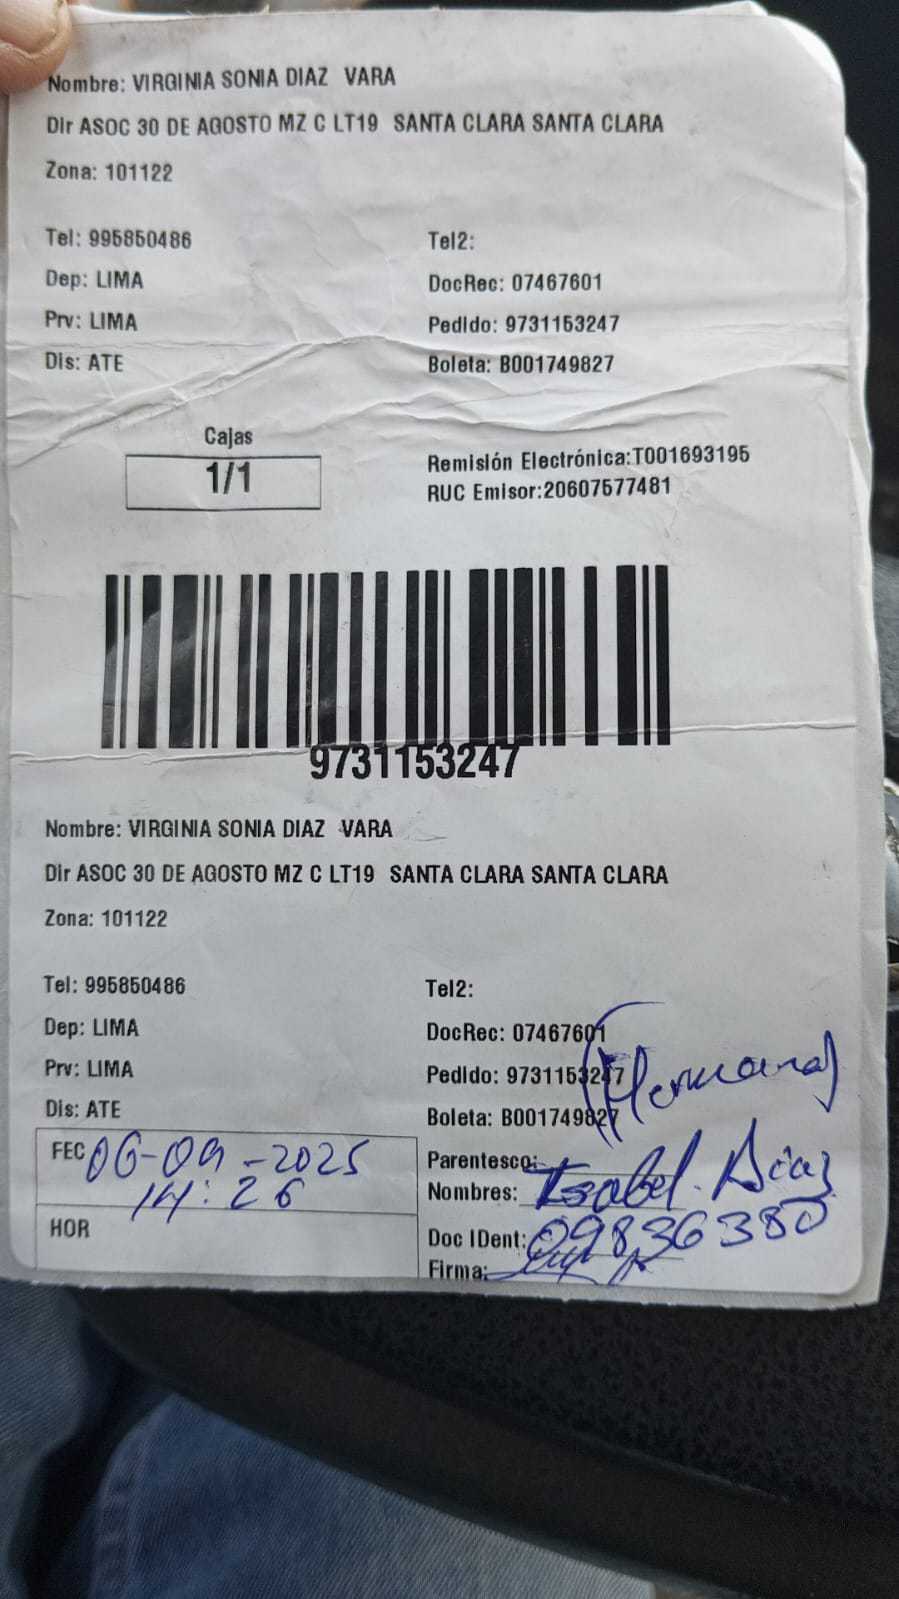 Nombre: VIRGINIA SONIA DIAZ VARA
Dir ASOC 30 DE AGOSTO MZ C LT19 SANTA CLARA SANTA CLARA
Zona: 101122
Tel: 995850486 Tel2:
Dep: LIMA DocRec: 07467601
Prv: LIMA Pedido: 9731153247
Dis: ATE Boleta: B001749827
Cajas
1/1
Remisión Electrónica:T001693195
RUC Emisor:20607577481
9731153247
Nombre: VIRGINIA SONIA DIAZ VARA
Dir ASOC 30 DE AGOSTO MZ C LT19 SANTA CLARA SANTA CLARA
Zona: 101122
Tel: 995850486 Tel2:
Dep: LIMA DocRec: 07467601
Prv: LIMA Pedido: 9731153247
Dis: ATE Boleta: B001749827
(Hermana)
FEC 06-09-2025 Parentesco:
14:26 Nombres: Isabel. Diaz
HOR Doc IDent: 09836380
Firma: